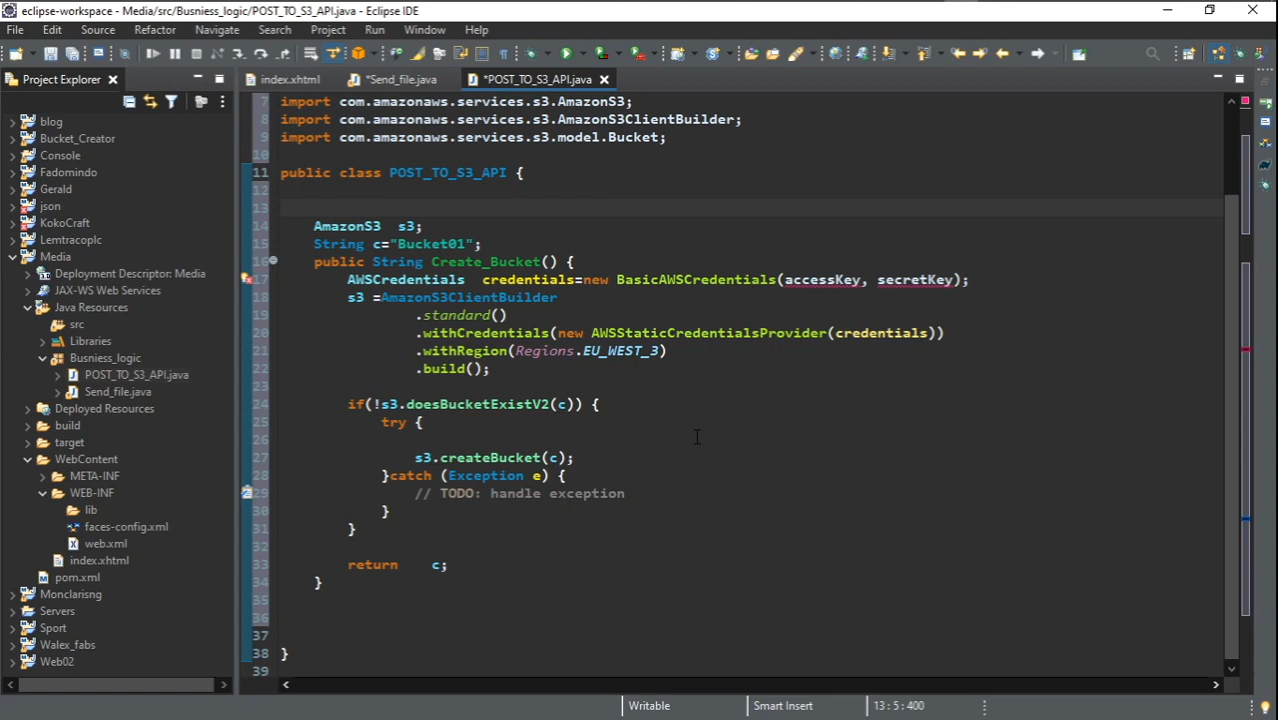 eclipse-workspace - Media/src/Busniess_logic/POST_TO_S3_API.java - Eclipse IDE
File Edit Source Refactor Navigate Search Project Run Window Help
Project Explorer
index.xhtml
*Send_file.java
*POST_TO_S3_API.java
blog
Bucket_Creator
Console
Fadomindo
Gerald
json
KokoCraft
Lemtracoplc
Media
Deployment Descriptor: Media
JAX-WS Web Services
Java Resources
src
Libraries
Busniess_logic
POST_TO_S3_API.java
Send_file.java
Deployed Resources
build
target
WebContent
META-INF
WEB-INF
lib
faces-config.xml
web.xml
index.xhtml
pom.xml
Monclarisng
Servers
Sport
Walex_fabs
Web02
7 import com.amazonaws.services.s3.AmazonS3;
8 import com.amazonaws.services.s3.AmazonS3ClientBuilder;
9 import com.amazonaws.services.s3.model.Bucket;
10
11 public class POST_TO_S3_API {
12
13
14 AmazonS3 s3;
15 String c="Bucket01";
16 public String Create_Bucket() {
17 AWSCredentials credentials=new BasicAWSCredentials(accessKey, secretKey);
18 s3 =AmazonS3ClientBuilder
19 .standard()
20 .withCredentials(new AWSStaticCredentialsProvider(credentials))
21 .withRegion(Regions.EU_WEST_3)
22 .build();
23
24 if(!s3.doesBucketExistV2(c)) {
25 try {
26
27 s3.createBucket(c);
28 }catch (Exception e) {
29 // TODO: handle exception
30 }
31 }
32
33 return c;
34 }
35
36
37
38 }
39
Writable
Smart Insert
13 : 5 : 400